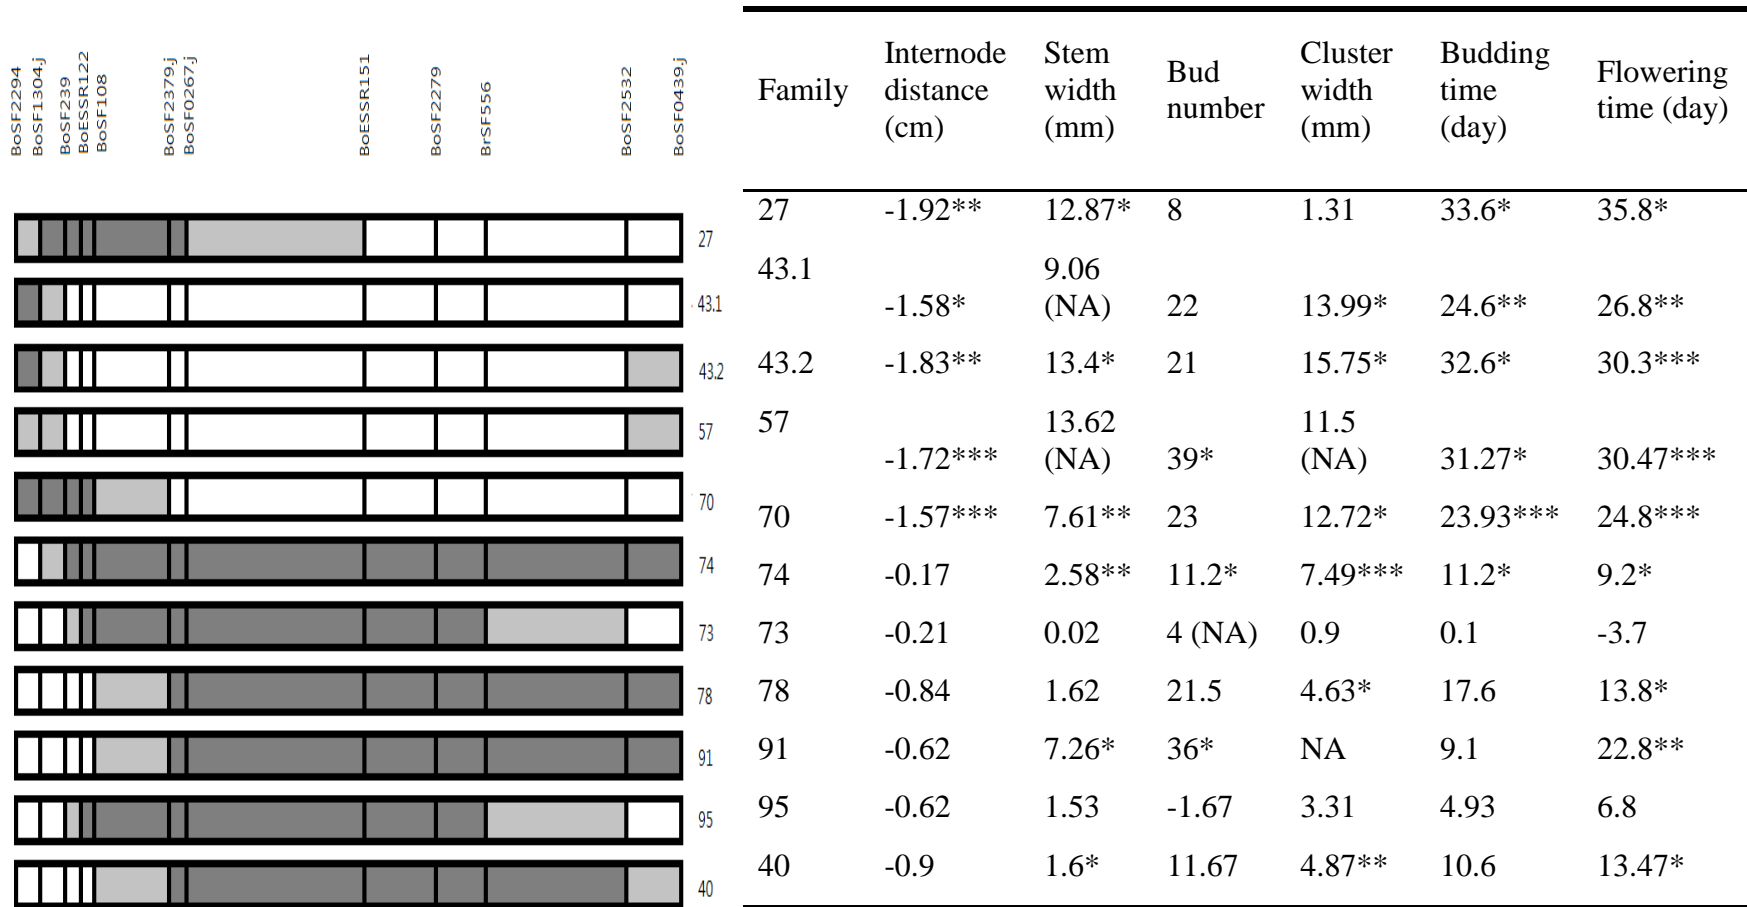 BoSF2294
BoSF1304.j
BoSF239
BoESSR122
BoSF108
BoSF2379.j
BoSF0267.j
BoESSR151
BoSF2279
BrSF556
BoSF2532
BoSF0439.j
27
43.1
43.2
57
70
74
73
78
91
95
40
Family Internode distance (cm) Stem width (mm) Bud number Cluster width (mm) Budding time (day) Flowering time (day)
27 -1.92** 12.87* 8 1.31 33.6* 35.8*
43.1 -1.58* 9.06 (NA) 22 13.99* 24.6** 26.8**
43.2 -1.83** 13.4* 21 15.75* 32.6* 30.3***
57 -1.72*** 13.62 (NA) 39* 11.5 (NA) 31.27* 30.47***
70 -1.57*** 7.61** 23 12.72* 23.93*** 24.8***
74 -0.17 2.58** 11.2* 7.49*** 11.2* 9.2*
73 -0.21 0.02 4 (NA) 0.9 0.1 -3.7
78 -0.84 1.62 21.5 4.63* 17.6 13.8*
91 -0.62 7.26* 36* NA 9.1 22.8**
95 -0.62 1.53 -1.67 3.31 4.93 6.8
40 -0.9 1.6* 11.67 4.87** 10.6 13.47*